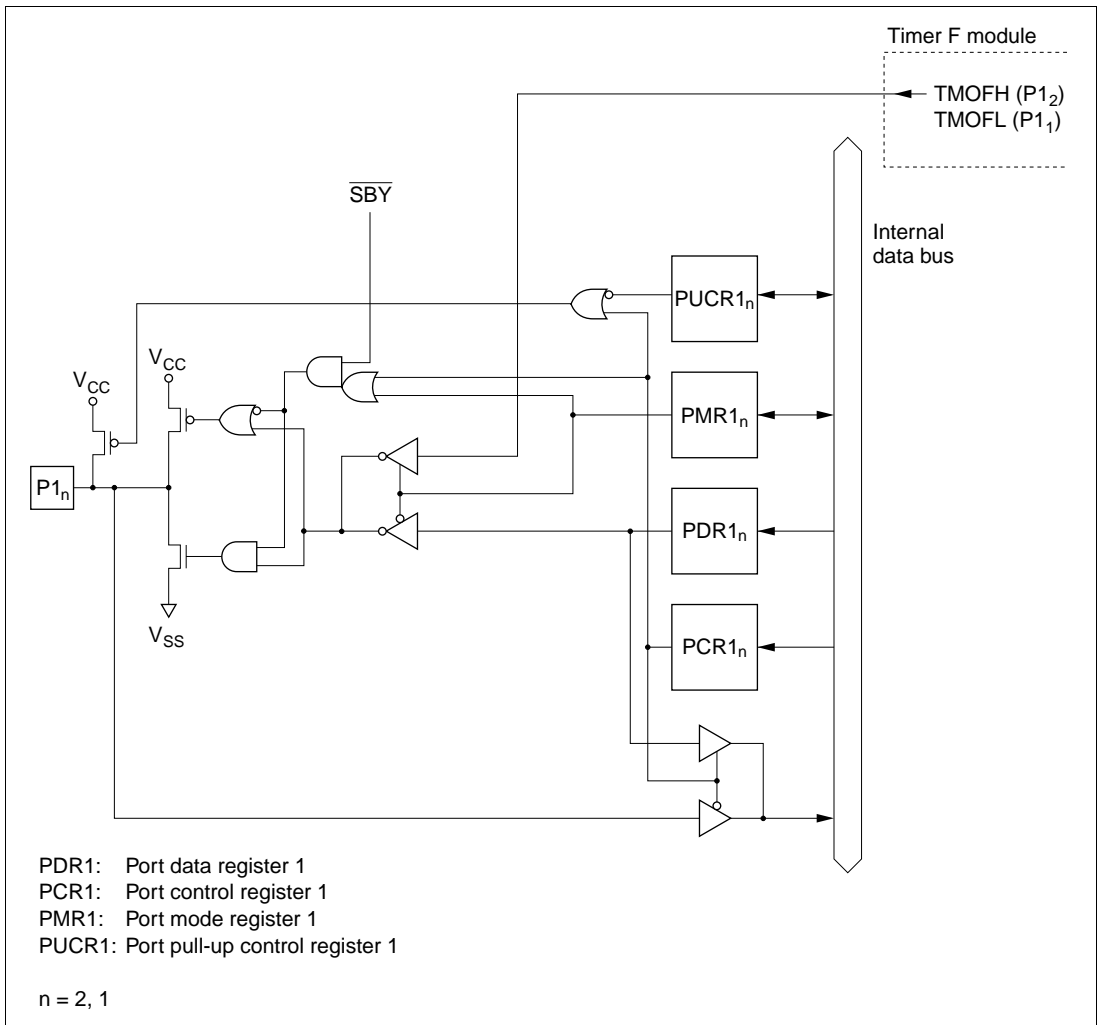 Timer F module
TMOFH (P1₂)
TMOFL (P1₁)
SBY
Internal
data bus
PUCR1ₙ
V_CC
V_CC
PMR1ₙ
P1ₙ
PDR1ₙ
V_SS
PCR1ₙ
PDR1: Port data register 1
PCR1: Port control register 1
PMR1: Port mode register 1
PUCR1: Port pull-up control register 1
n = 2, 1